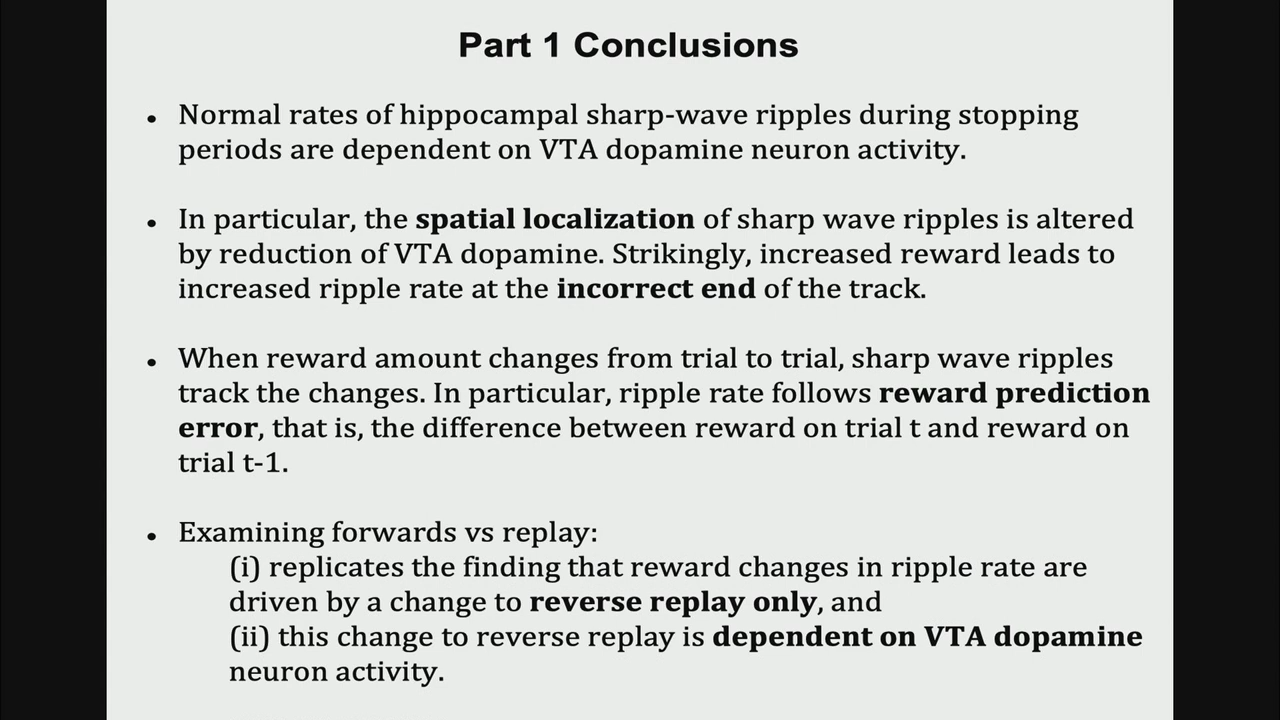 Part 1 Conclusions
• Normal rates of hippocampal sharp-wave ripples during stopping
periods are dependent on VTA dopamine neuron activity.
• In particular, the spatial localization of sharp wave ripples is altered
by reduction of VTA dopamine. Strikingly, increased reward leads to
increased ripple rate at the incorrect end of the track.
• When reward amount changes from trial to trial, sharp wave ripples
track the changes. In particular, ripple rate follows reward prediction
error, that is, the difference between reward on trial t and reward on
trial t-1.
• Examining forwards vs replay:
(i) replicates the finding that reward changes in ripple rate are
driven by a change to reverse replay only, and
(ii) this change to reverse replay is dependent on VTA dopamine
neuron activity.